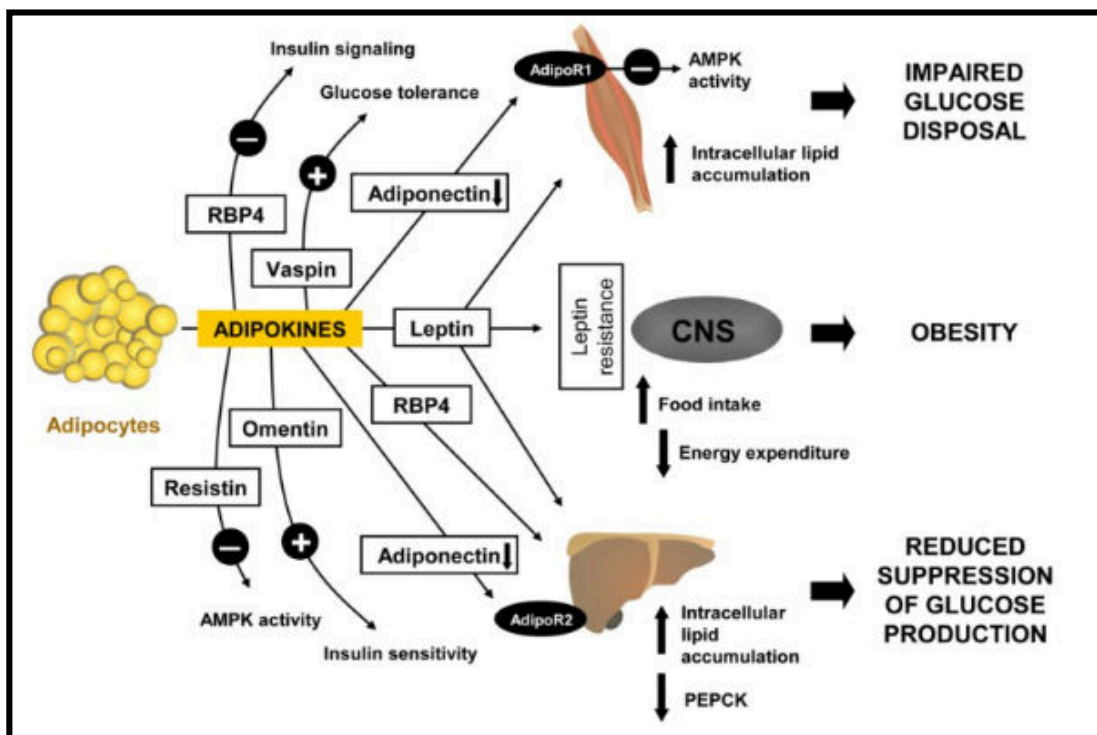 Insulin signaling
Glucose tolerance
RBP4
Vaspin
Adiponectin
AdipoR1
AMPK
activity
Intracellular lipid
accumulation
IMPAIRED
GLUCOSE
DISPOSAL
ADIPOKINES
Leptin
Leptin
resistance
CNS
OBESITY
Food intake
Energy expenditure
Adipocytes
RBP4
Omentin
Resistin
Adiponectin
AdipoR2
AMPK activity
Insulin sensitivity
Intracellular
lipid
accumulation
PEPCK
REDUCED
SUPPRESSION
OF GLUCOSE
PRODUCTION